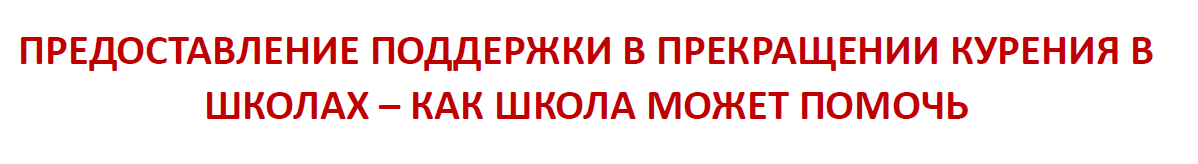 ПРЕДОСТАВЛЕНИЕ ПОДДЕРЖКИ В ПРЕКРАЩЕНИИ КУРЕНИЯ В
ШКОЛАХ – КАК ШКОЛА МОЖЕТ ПОМОЧЬ